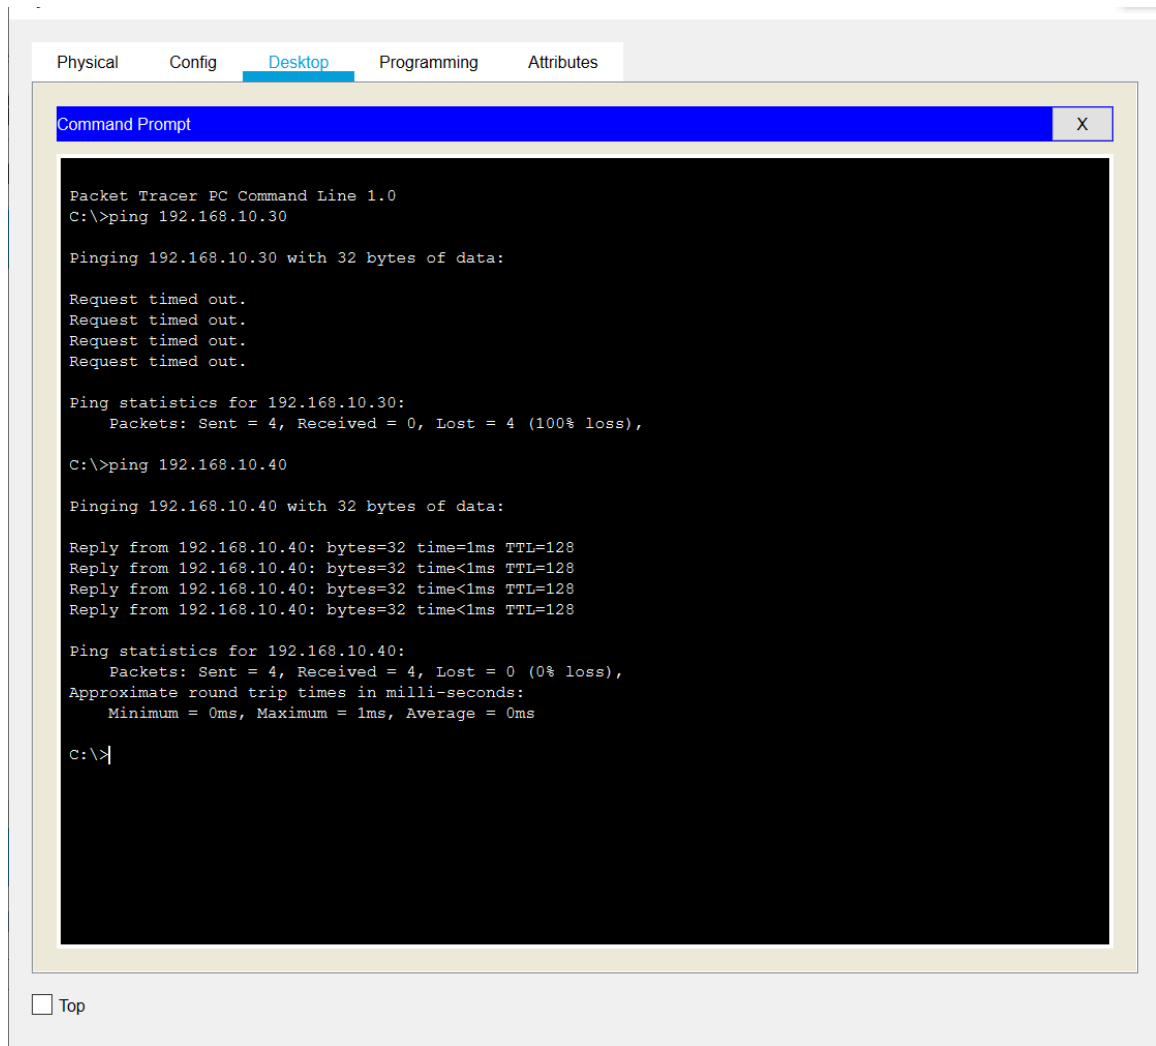 Physical Config Desktop Programming Attributes
Command Prompt X
Packet Tracer PC Command Line 1.0
C:\>ping 192.168.10.30
Pinging 192.168.10.30 with 32 bytes of data:
Request timed out.
Request timed out.
Request timed out.
Request timed out.
Ping statistics for 192.168.10.30:
    Packets: Sent = 4, Received = 0, Lost = 4 (100% loss),
C:\>ping 192.168.10.40
Pinging 192.168.10.40 with 32 bytes of data:
Reply from 192.168.10.40: bytes=32 time=1ms TTL=128
Reply from 192.168.10.40: bytes=32 time<1ms TTL=128
Reply from 192.168.10.40: bytes=32 time<1ms TTL=128
Reply from 192.168.10.40: bytes=32 time<1ms TTL=128
Ping statistics for 192.168.10.40:
    Packets: Sent = 4, Received = 4, Lost = 0 (0% loss),
Approximate round trip times in milli-seconds:
    Minimum = 0ms, Maximum = 1ms, Average = 0ms
C:\>
Top